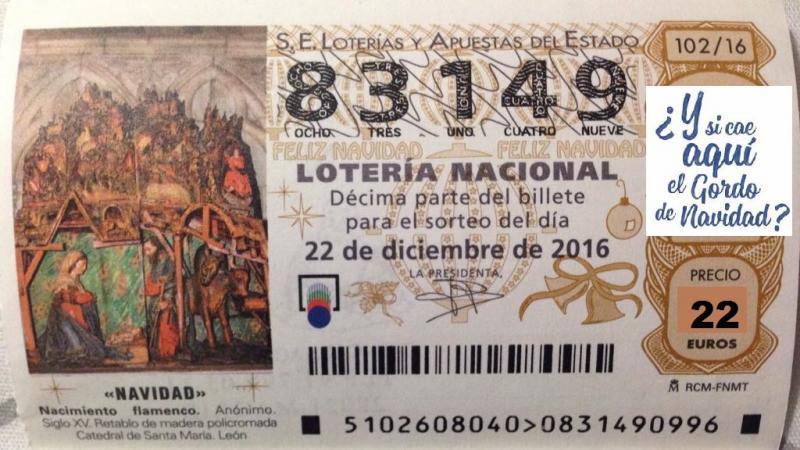 S.E. LOTERÍAS Y APUESTAS DEL ESTADO
102/16
83149
OCHO TRES UNO CUATRO NUEVE
FELIZ NAVIDAD FELIZ NAVIDAD
¿Y si cae
aquí
el Gordo
de Navidad?
LOTERÍA NACIONAL
Décima parte del billete
para el sorteo del día
22 de diciembre de 2016
LA PRESIDENTA,
PRECIO
22
EUROS
RCM-FNMT
«NAVIDAD»
Nacimiento flamenco. Anónimo.
Siglo XV. Retablo de madera policromada
Catedral de Santa María. León
5102608040>0831490996